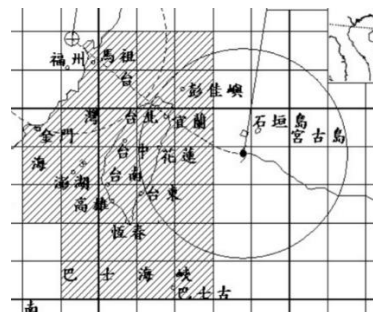 福州 馬祖
台
彭佳嶼
灣 台北 宜蘭
石垣島
宮古島
金門
台中 花蓮
海
澎湖 台南
高雄 台東
恆春
巴士海峽
巴士古
南